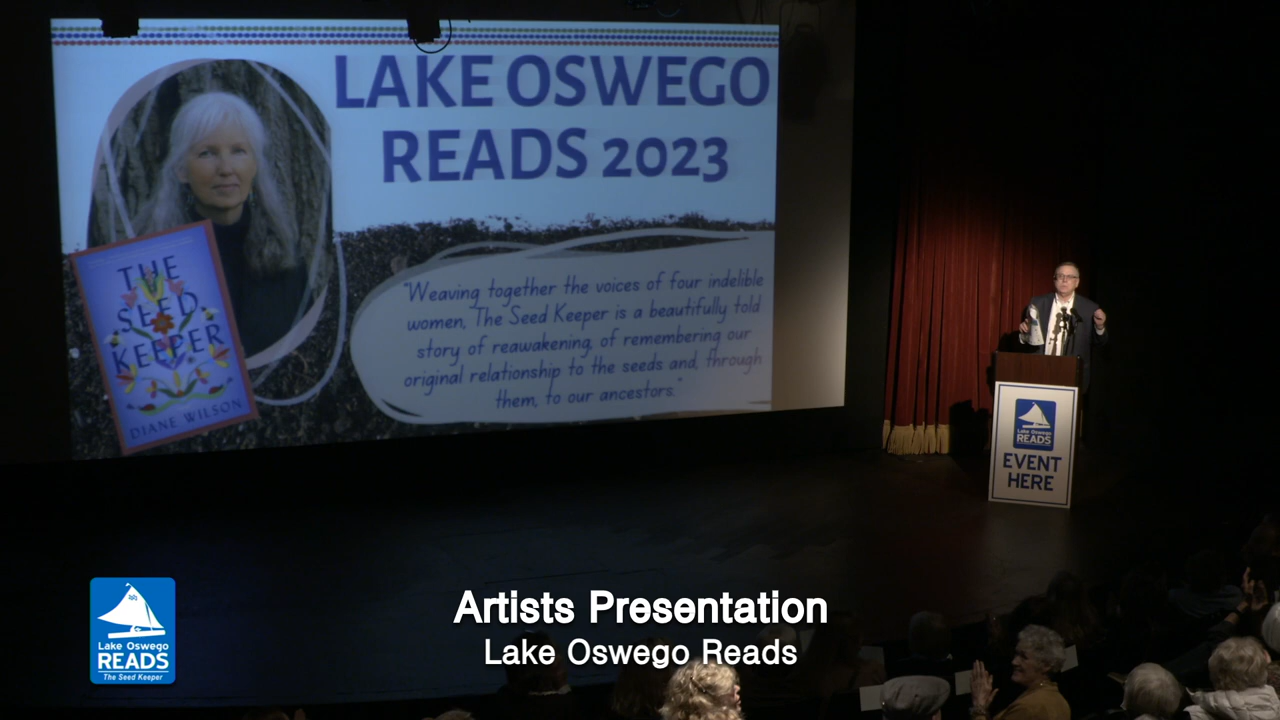 LAKE OSWEGO
READS 2023
THE
SEED
KEEPER
DIANE WILSON
"Weaving together the voices of four indelible
women, The Seed Keeper is a beautifully told
story of reawakening, of remembering our
original relationship to the seeds and, through
them, to our ancestors."
Lake Oswego
READS
EVENT
HERE
Artists Presentation
Lake Oswego Reads
Lake Oswego
READS
The Seed Keeper